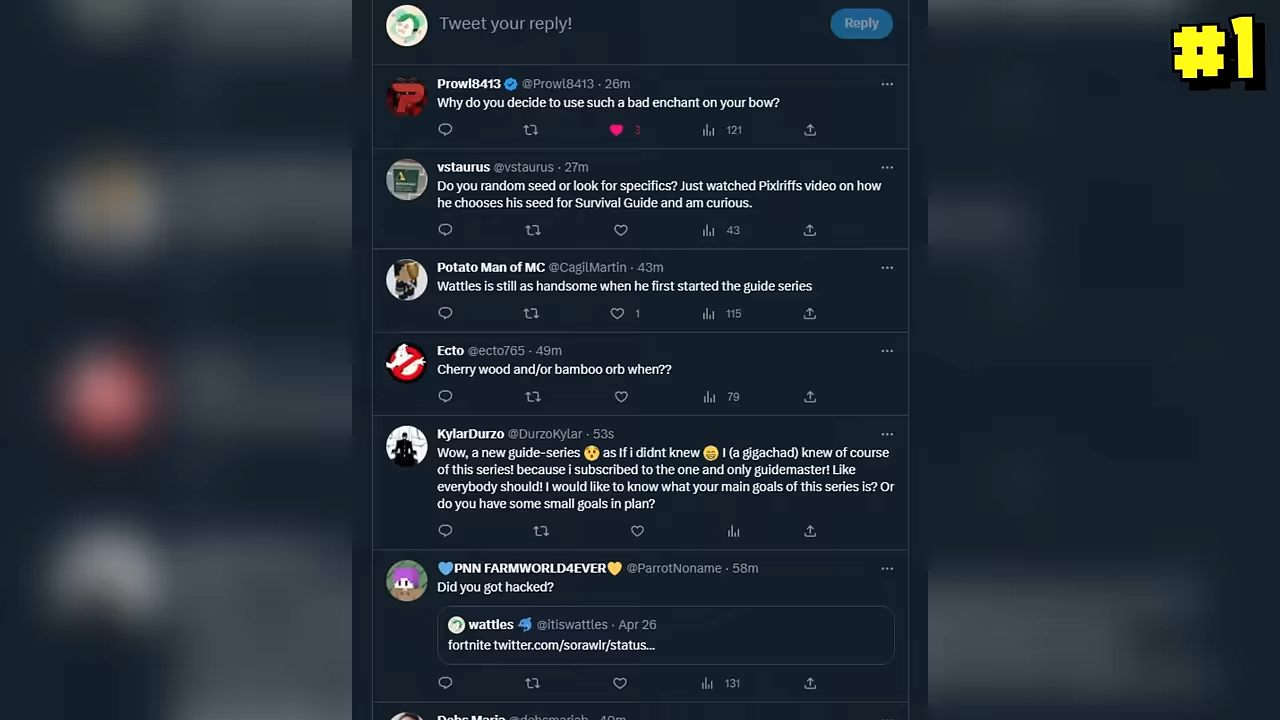 #1
Tweet your reply!
Reply
Prowl8413 @Prowl8413 · 26m
Why do you decide to use such a bad enchant on your bow?
3 121
vstaurus @vstaurus · 27m
Do you random seed or look for specifics? Just watched Pixlriffs video on how
he chooses his seed for Survival Guide and am curious.
43
Potato Man of MC @CagilMartin · 43m
Wattles is still as handsome when he first started the guide series
1 115
Ecto @ecto765 · 49m
Cherry wood and/or bamboo orb when??
79
KylarDurzo @DurzoKylar · 53s
Wow, a new guide-series 😲 as If i didnt knew 😁 I (a gigachad) knew of course
of this series! because i subscribed to the one and only guidemaster! Like
everybody should! I would like to know what your main goals of this series is? Or
do you have some small goals in plan?
💙PNN FARMWORLD4EVER💛 @ParrotNoname · 58m
Did you got hacked?
wattles @itiswattles · Apr 26
fortnite twitter.com/sorawlr/status...
131